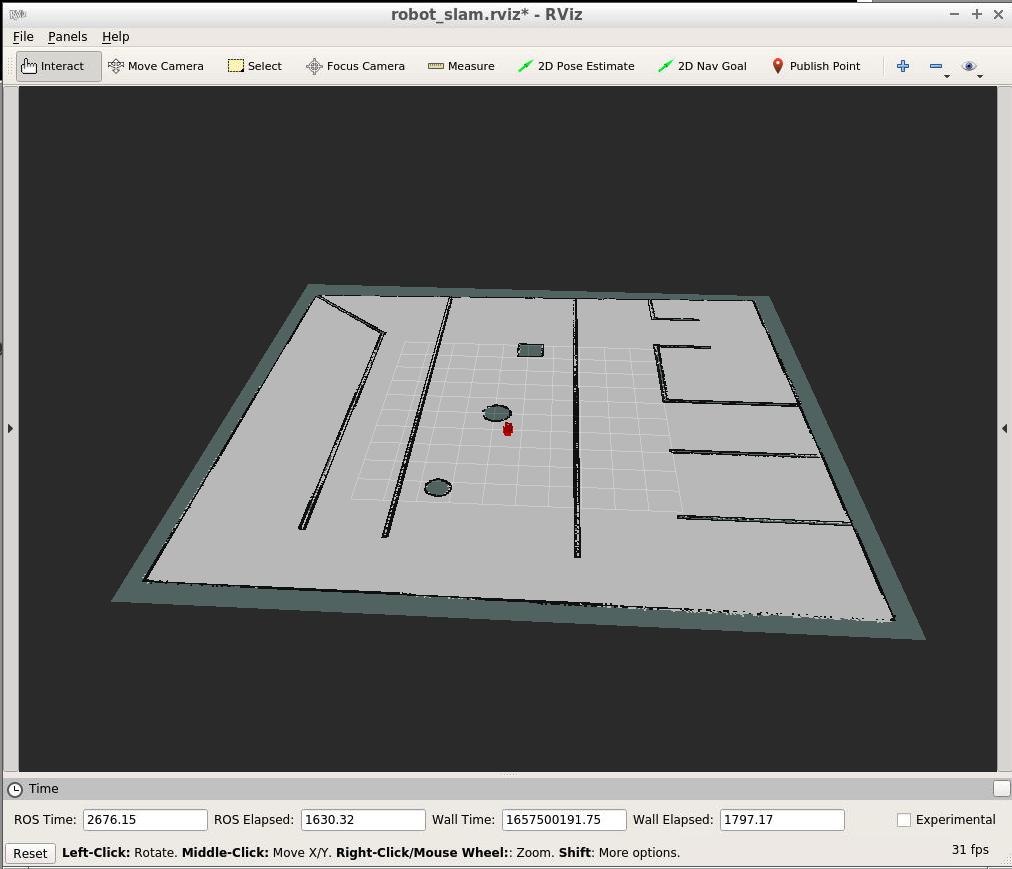 robot_slam.rviz* - RViz
File Panels Help
Interact Move Camera Select Focus Camera Measure 2D Pose Estimate 2D Nav Goal Publish Point
Time
ROS Time: 2676.15 ROS Elapsed: 1630.32 Wall Time: 1657500191.75 Wall Elapsed: 1797.17 Experimental
Reset Left-Click: Rotate. Middle-Click: Move X/Y. Right-Click/Mouse Wheel:: Zoom. Shift: More options. 31 fps